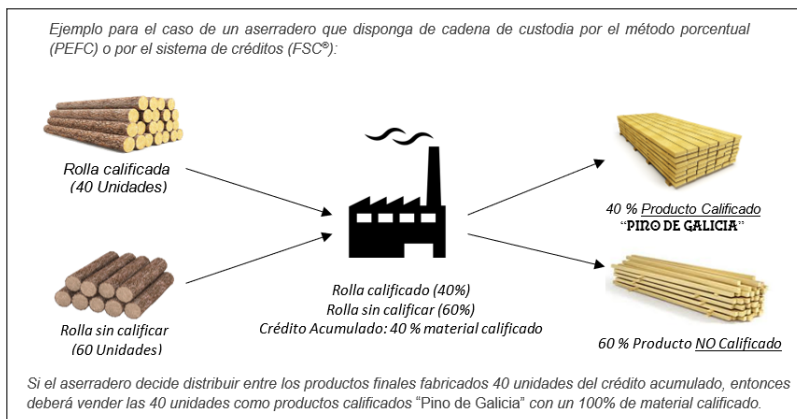 Ejemplo para el caso de un aserradero que disponga de cadena de custodia por el método porcentual
(PEFC) o por el sistema de créditos (FSC®):
Rolla calificada
(40 Unidades)
Rolla sin calificar
(60 Unidades)
Rolla calificado (40%)
Rolla sin calificar (60%)
Crédito Acumulado: 40 % material calificado
40 % Producto Calificado
"PINO DE GALICIA"
60 % Producto NO Calificado
Si el aserradero decide distribuir entre los productos finales fabricados 40 unidades del crédito acumulado, entonces
deberá vender las 40 unidades como productos calificados "Pino de Galicia" con un 100% de material calificado.